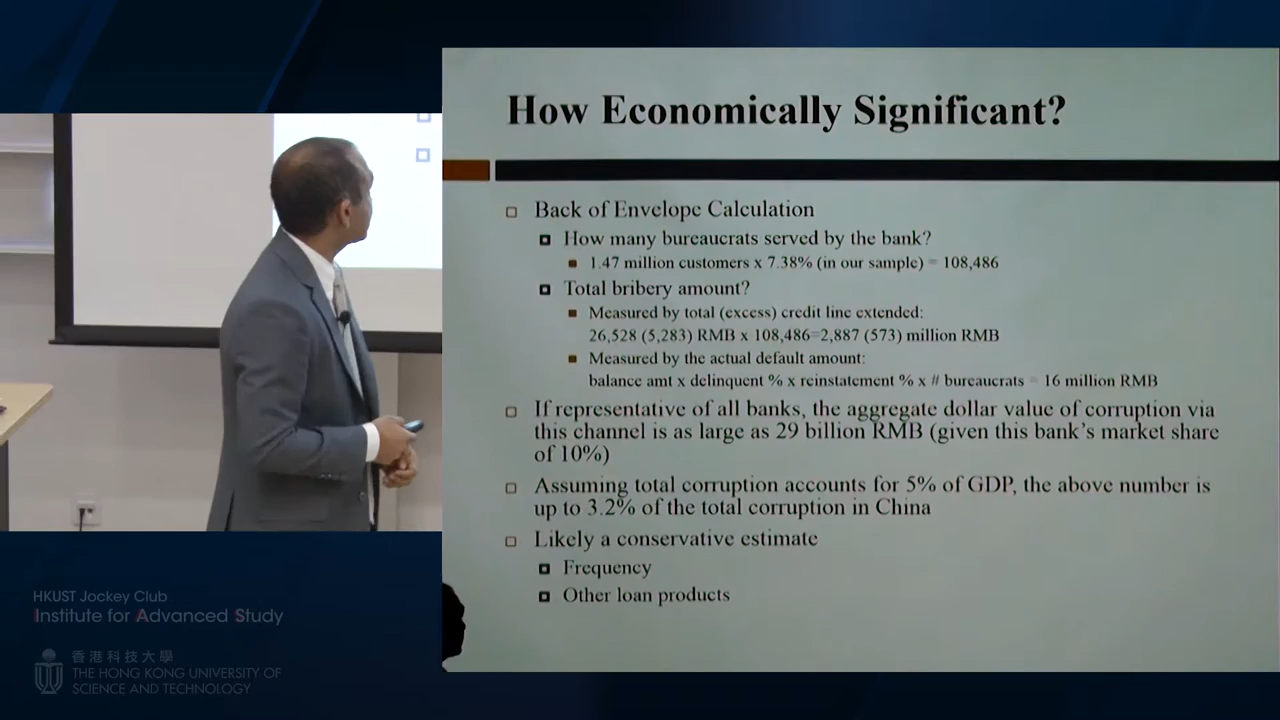 How Economically Significant?
Back of Envelope Calculation
How many bureaucrats served by the bank?
1.47 million customers x 7.38% (in our sample) = 108,486
Total bribery amount?
Measured by total (excess) credit line extended:
26,528 (5,283) RMB x 108,486=2,887 (573) million RMB
Measured by the actual default amount:
balance amt x delinquent % x reinstatement % x # bureaucrats = 16 million RMB
If representative of all banks, the aggregate dollar value of corruption via
this channel is as large as 29 billion RMB (given this bank's market share
of 10%)
Assuming total corruption accounts for 5% of GDP, the above number is
up to 3.2% of the total corruption in China
Likely a conservative estimate
Frequency
Other loan products
HKUST Jockey Club
Institute for Advanced Study
香港科技大學
THE HONG KONG UNIVERSITY OF
SCIENCE AND TECHNOLOGY